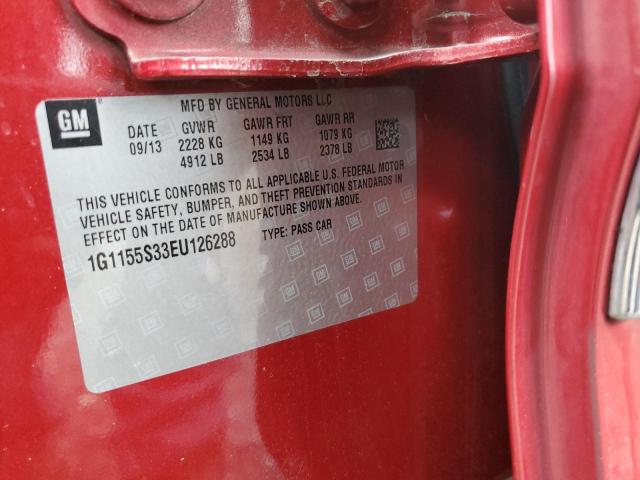 MFD BY GENERAL MOTORS LLC
GM
DATE GVWR GAWR FRT GAWR RR
09/13 2228 KG 1149 KG 1079 KG
4912 LB 2534 LB 2378 LB
THIS VEHICLE CONFORMS TO ALL APPLICABLE U.S. FEDERAL MOTOR
VEHICLE SAFETY, BUMPER, AND THEFT PREVENTION STANDARDS IN
EFFECT ON THE DATE OF MANUFACTURE SHOWN ABOVE.
1G1155S33EU126288 TYPE: PASS CAR